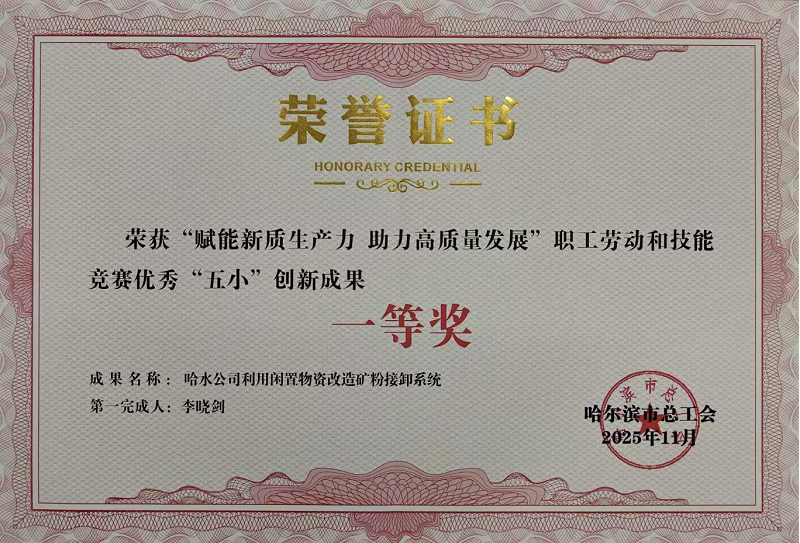 荣誉证书
HONORARY CREDENTIAL
荣获“赋能新质生产力 助力高质量发展”职工劳动和技能
竞赛优秀“五小”创新成果
一等奖
成果名称：哈水公司利用闲置物资改造矿粉接卸系统
第一完成人：李晓剑
哈尔滨市总工会
2025年11月